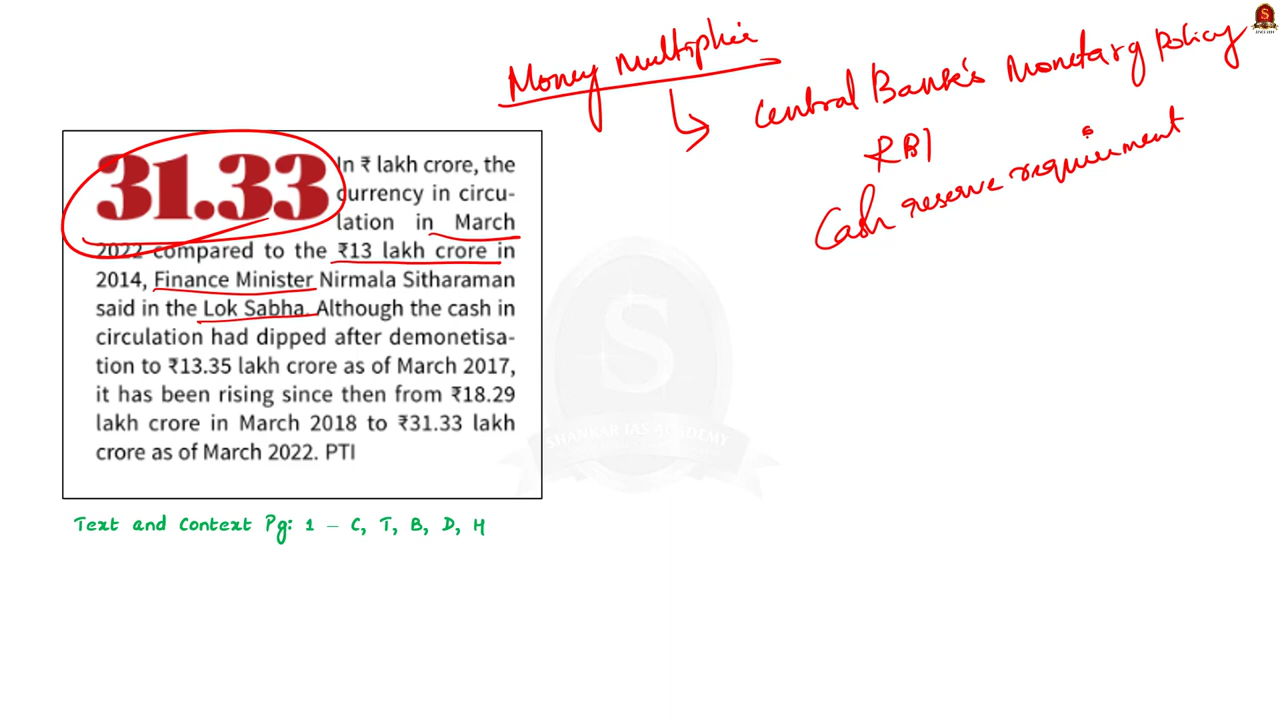 Money Multiplier
Central Bank's Monetary policy
RBI
Cash reserve requirement
31.33 In ₹ lakh crore, the
currency in circu-
lation in March
2022 compared to the ₹13 lakh crore in
2014, Finance Minister Nirmala Sitharaman
said in the Lok Sabha. Although the cash in
circulation had dipped after demonetisa-
tion to ₹13.35 lakh crore as of March 2017,
it has been rising since then from ₹18.29
lakh crore in March 2018 to ₹31.33 lakh
crore as of March 2022. PTI
SHANKAR IAS ACADEMY
Text and Context Pg: 1 – C, T, B, D, H